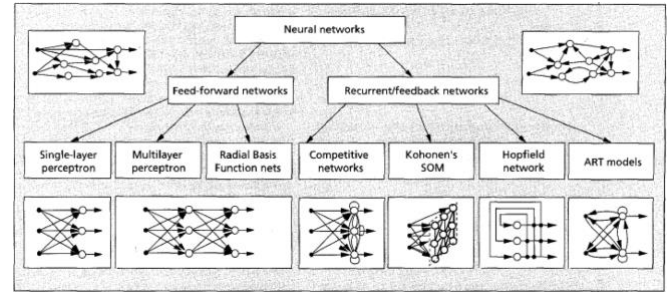 Neural networks
Feed-forward networks
Recurrent/feedback networks
Single-layer
perceptron
Multilayer
perceptron
Radial Basis
Function nets
Competitive
networks
Kohonen's
SOM
Hopfield
network
ART models